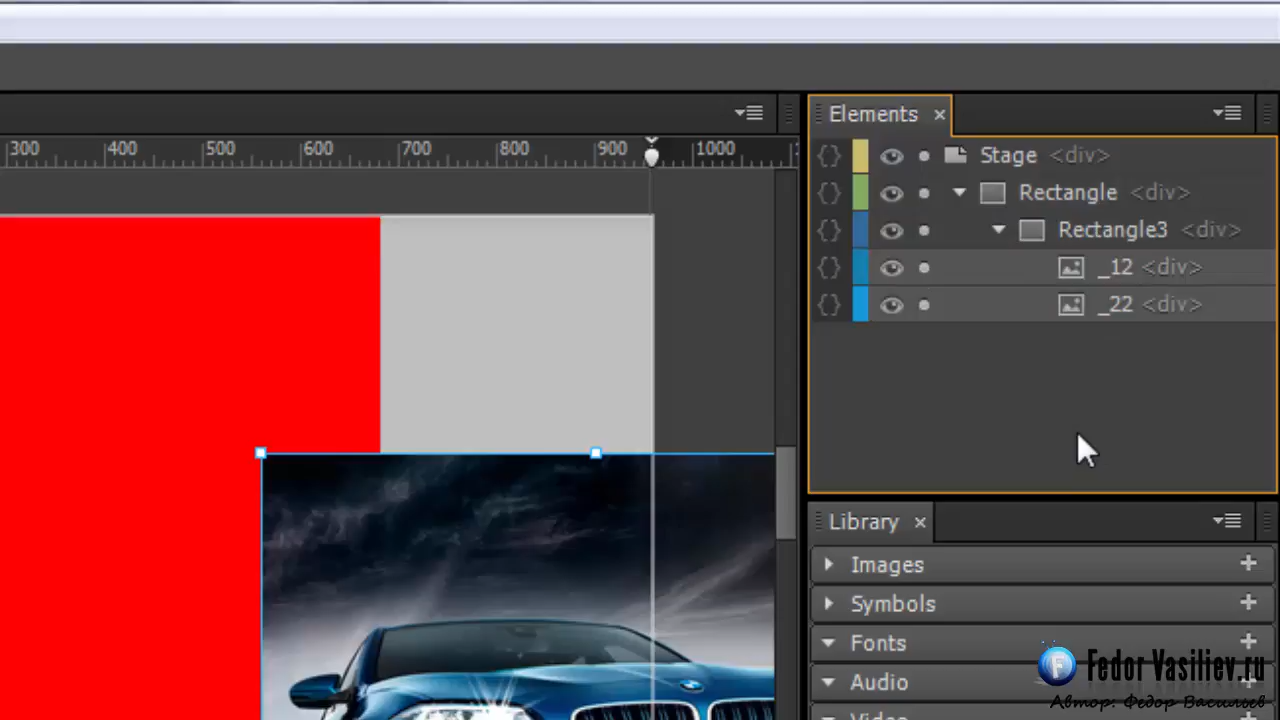 Elements ×
300 400 500 600 700 800 900 1000
{} Stage <div>
{} Rectangle <div>
{} Rectangle3 <div>
{} _12 <div>
{} _22 <div>
Library ×
Images +
Symbols +
Fonts +
Audio
Video
F Fedor Vasiliev.ru
Автор: Федор Васильев